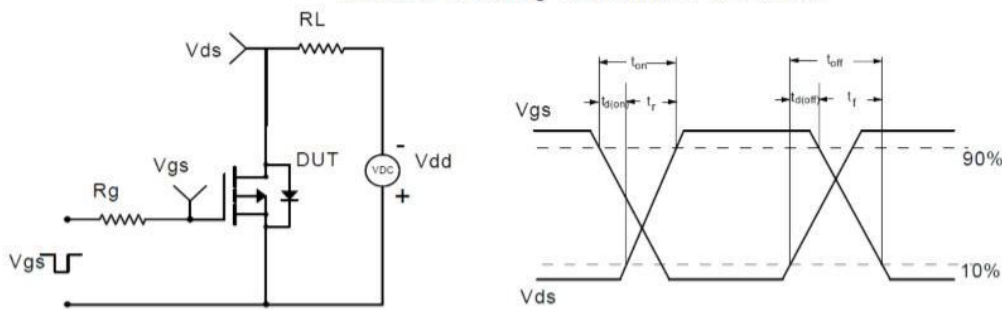 RL
Vds
Vgs
DUT
Rg
VDC
-
Vdd
+
Vgs
ton
toff
td(on)
tr
td(off)
tf
Vgs
90%
10%
Vds